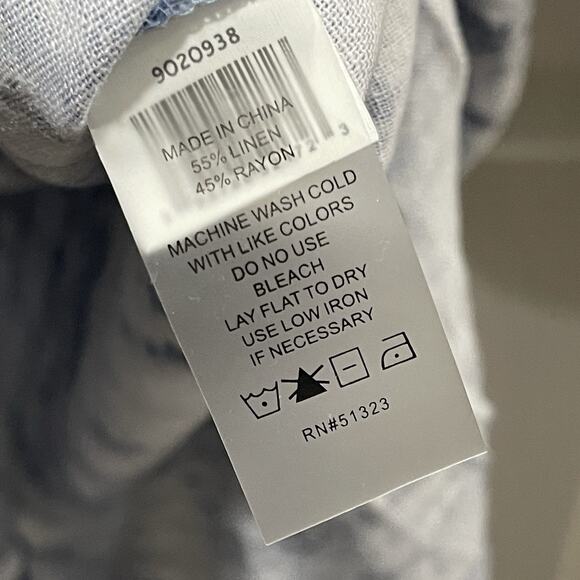 9020938
MADE IN CHINA
55% LINEN
45% RAYON
MACHINE WASH COLD
WITH LIKE COLORS
DO NO USE
BLEACH
LAY FLAT TO DRY
USE LOW IRON
IF NECESSARY
RN#51323